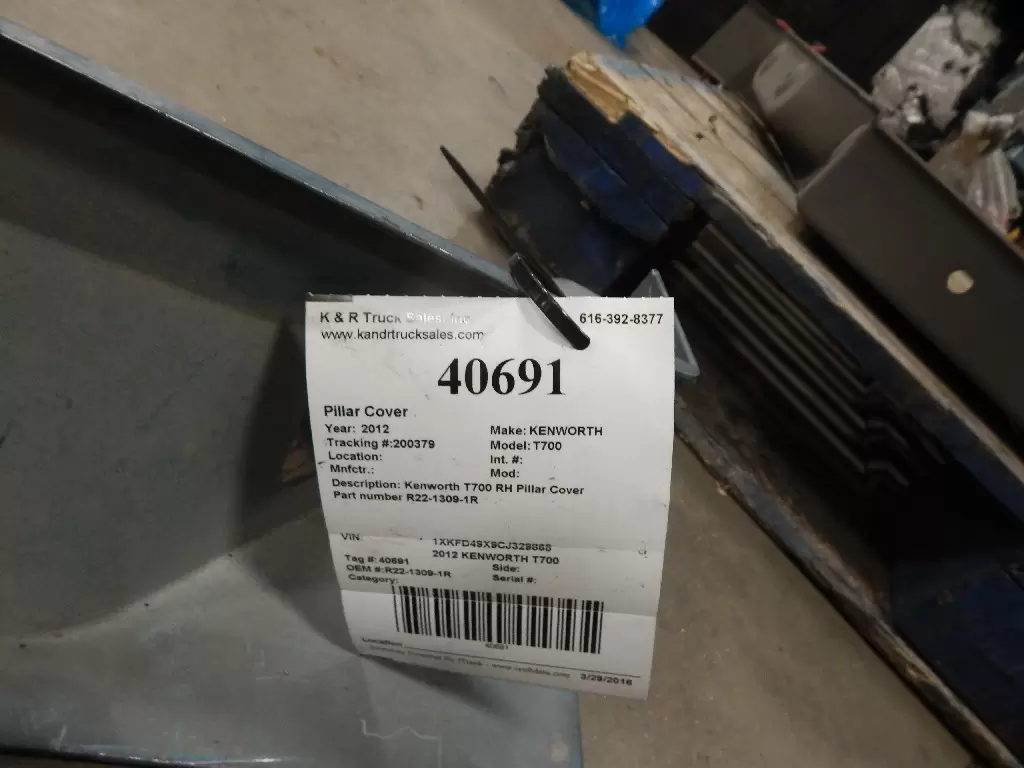 K & R Truck Sales, Inc 616-392-8377
www.kandrtrucksales.com
40691
Pillar Cover
Year: 2012 Make: KENWORTH
Tracking #:200379 Model: T700
Location: Int. #:
Mnfctr.: Mod:
Description: Kenworth T700 RH Pillar Cover
Part number R22-1309-1R
VIN: 1XKFD49X9CJ329868
2012 KENWORTH T700
Tag #: 40691 Side:
OEM #:R22-1309-1R Serial #:
Category:
40691
Location
3/29/2016